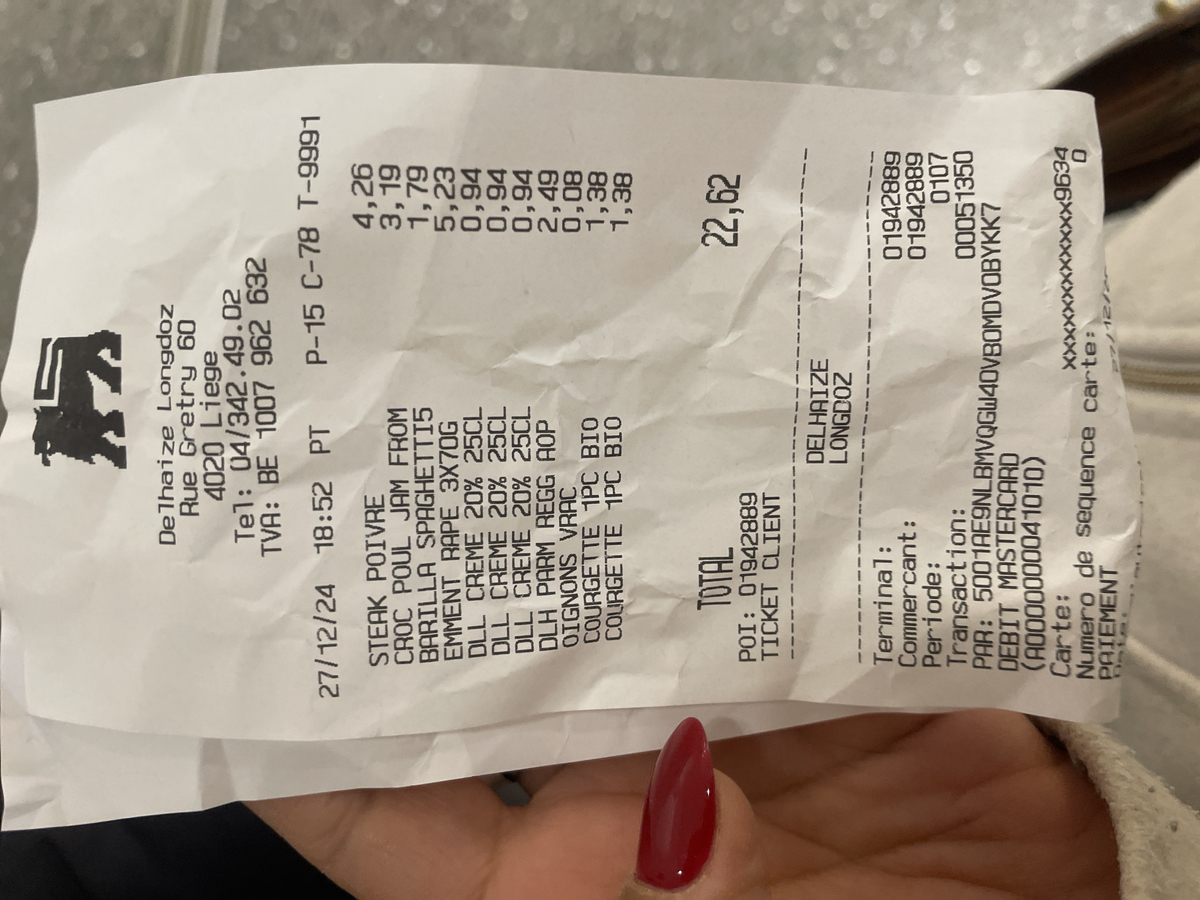 Delhaize Longdoz
Rue Gretry 60
4020 Liege
Tel: 04/342.49.02
TVA: BE 1007 962 632
27/12/24 18:52 PT P-15 C-78 T-9991
STEAK POIVRE 4,26
CROC POUL JAM FROM 3,19
BARILLA SPAGHETTI5 1,79
EMMENT RAPE 3X70G 5,23
DLL CREME 20% 25CL 0,94
DLL CREME 20% 25CL 0,94
DLL CREME 20% 25CL 0,94
DLH PARM REGG AOP 2,49
OIGNONS VRAC 0,08
COURGETTE 1PC BIO 1,38
COURGETTE 1PC BIO 1,38
TOTAL 22,62
POI: 01942889
TICKET CLIENT
--------------------------------
DELHAIZE
LONGDOZ
--------------------------------
Terminal: 01942889
Commercant: 01942889
Periode: 0107
Transaction: 00051350
PAR: 5001AE9NLBMVQGW4OVBOMDVOBYKK7
DEBIT MASTERCARD
(A0000000041010)
Carte: xxxxxxxxxxxxxxx9634
Numero de sequence carte: 0
PAIEMENT